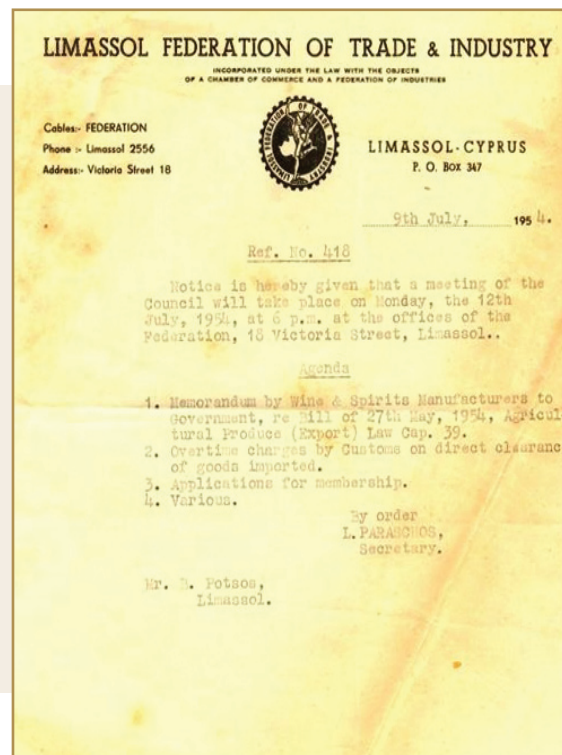 LIMASSOL FEDERATION OF TRADE & INDUSTRY
INCORPORATED UNDER THE LAW WITH THE OBJECTS
OF A CHAMBER OF COMMERCE AND A FEDERATION OF INDUSTRIES
Cables:- FEDERATION
Phone :- Limassol 2556
Address:- Victoria Street 18
LIMASSOL FEDERATION OF TRADE & INDUSTRY
LIMASSOL-CYPRUS
P. O. BOX 347
9th July, 1954.
Ref. No. 418
Notice is hereby given that a meeting of the
Council will take place on Monday, the 12th
July, 1954, at 6 p.m. at the offices of the
Federation, 18 Victoria Street, Limassol..
Agenda
1. Memorandum by Wine & Spirits Manufacturers to
Government, re Bill of 27th May, 1954, Agricul
tural Produce (Export) Law Cap. 39.
2. Overtime charges by Customs on direct clearanc
of goods imported.
3. Applications for membership.
4. Various.
By order
L.PARASCHOS,
Secretary.
Mr. Potsos,
Limassol.